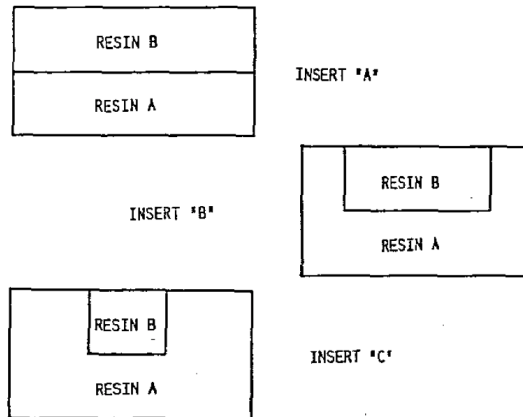 RESIN B
INSERT "A"
RESIN A
RESIN B
INSERT "B"
RESIN A
RESIN B
INSERT "C"
RESIN A